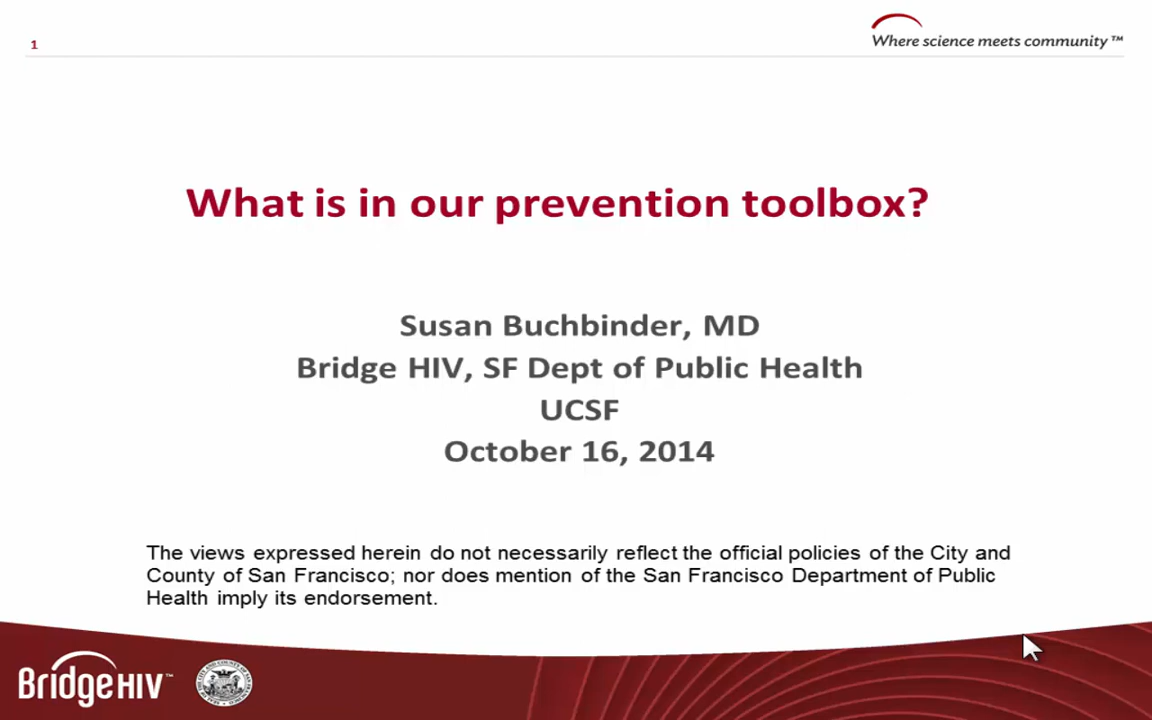 1
Where science meets community™
What is in our prevention toolbox?
Susan Buchbinder, MD
Bridge HIV, SF Dept of Public Health
UCSF
October 16, 2014
The views expressed herein do not necessarily reflect the official policies of the City and
County of San Francisco; nor does mention of the San Francisco Department of Public
Health imply its endorsement.
BridgeHIV™